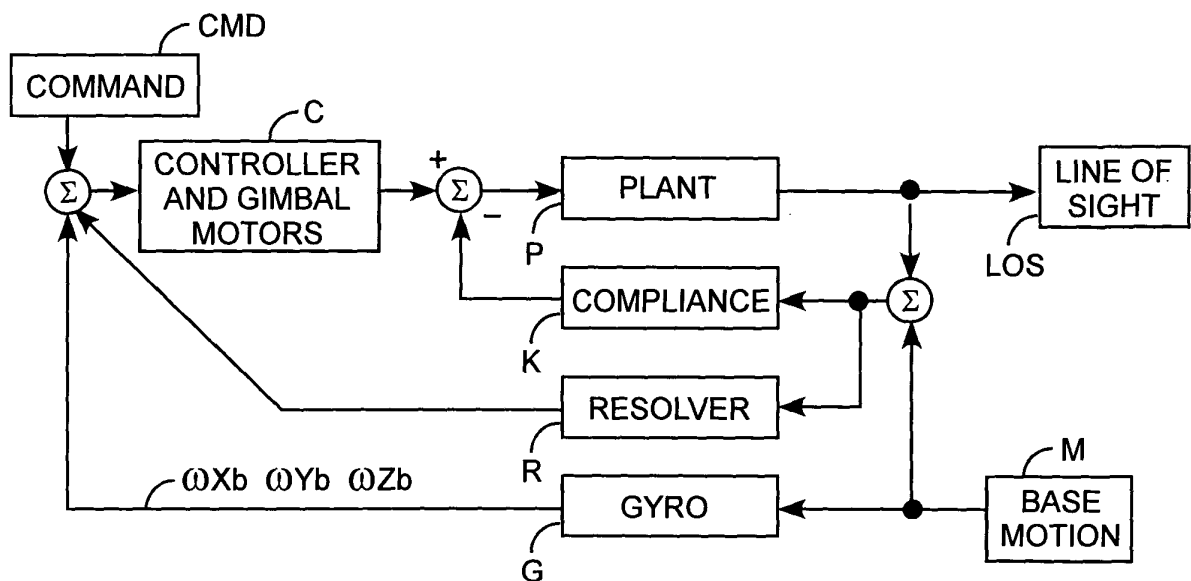 CMD
COMMAND
C
CONTROLLER
AND GIMBAL
MOTORS
Σ
+
Σ
−
PLANT
P
LINE OF
SIGHT
LOS
COMPLIANCE
K
Σ
RESOLVER
R
ωXb ωYb ωZb
GYRO
G
M
BASE
MOTION